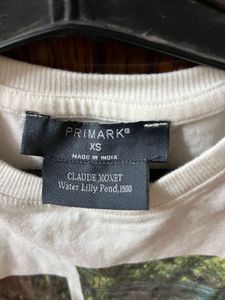 PRIMARK®
XS
MADE IN INDIA
CLAUDE MONET
Water Lilly Pond, 1900